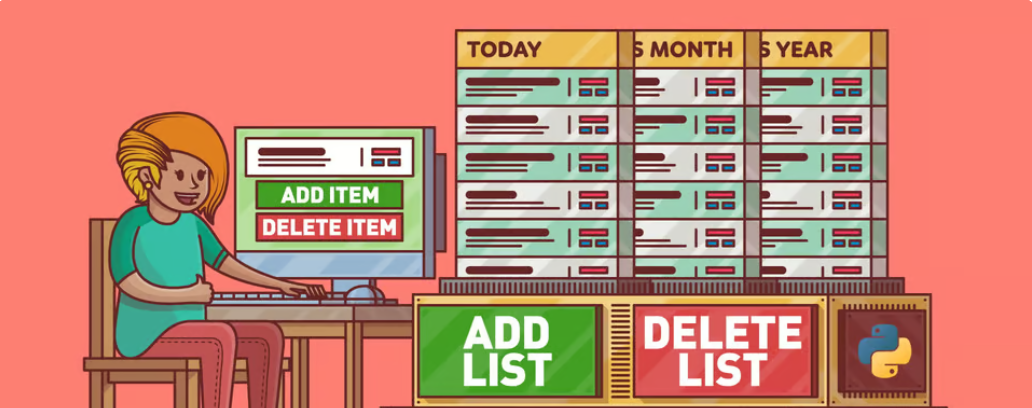 TODAY
S MONTH
S YEAR
ADD ITEM
DELETE ITEM
ADD
LIST
DELETE
LIST